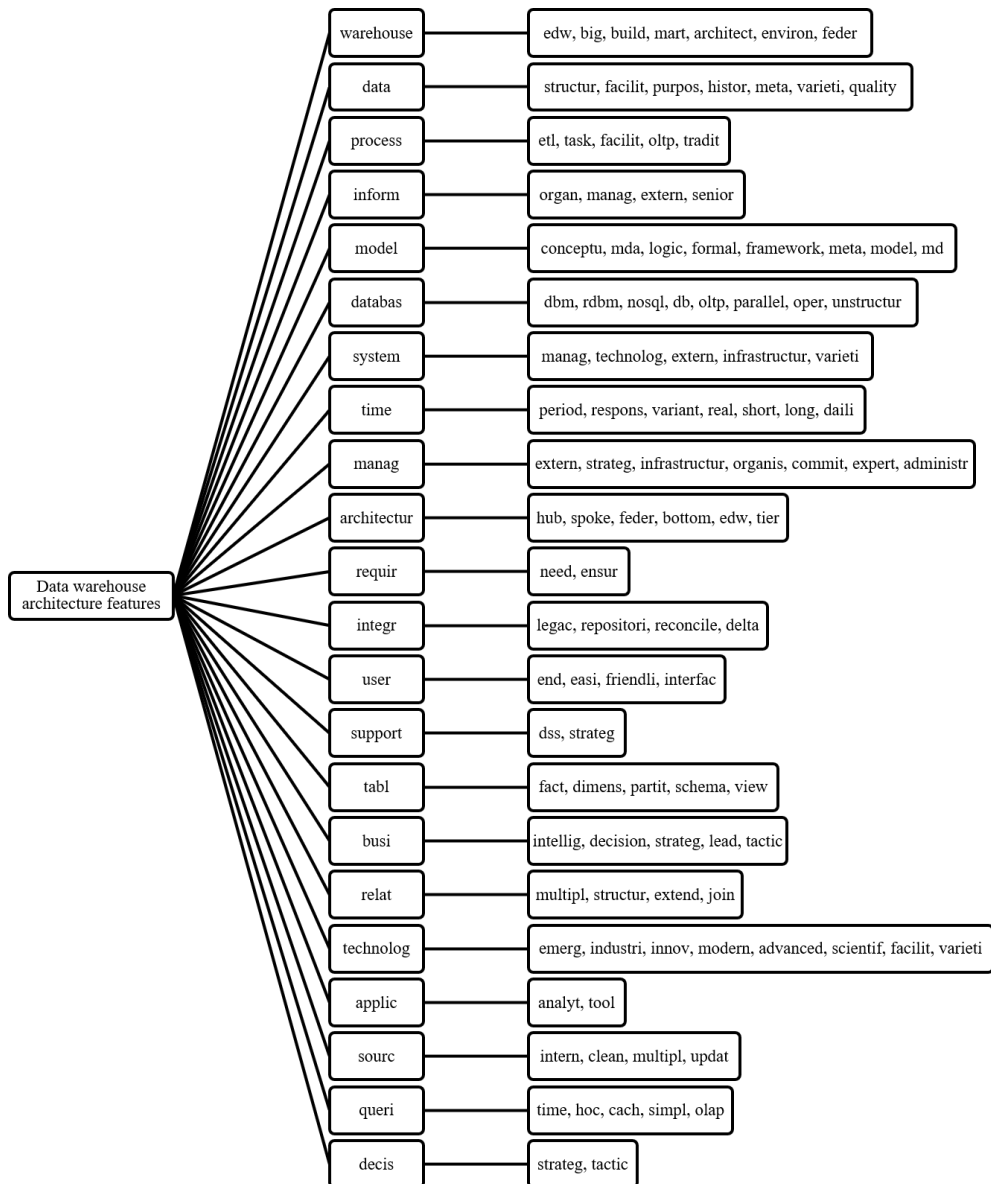 warehouse
edw, big, build, mart, architect, environ, feder
data
structur, facilit, purpos, histor, meta, varieti, quality
process
etl, task, facilit, oltp, tradit
inform
organ, manag, extern, senior
model
conceptu, mda, logic, formal, framework, meta, model, md
databas
dbm, rdbm, nosql, db, oltp, parallel, oper, unstructur
system
manag, technolog, extern, infrastructur, varieti
time
period, respons, variant, real, short, long, daili
manag
extern, strateg, infrastructur, organis, commit, expert, administr
architectur
hub, spoke, feder, bottom, edw, tier
Data warehouse
architecture features
requir
need, ensur
integr
legac, repositori, reconcile, delta
user
end, easi, friendli, interfac
support
dss, strateg
tabl
fact, dimens, partit, schema, view
busi
intellig, decision, strateg, lead, tactic
relat
multipl, structur, extend, join
technolog
emerg, industri, innov, modern, advanced, scientif, facilit, varieti
applic
analyt, tool
sourc
intern, clean, multipl, updat
queri
time, hoc, cach, simpl, olap
decis
strateg, tactic